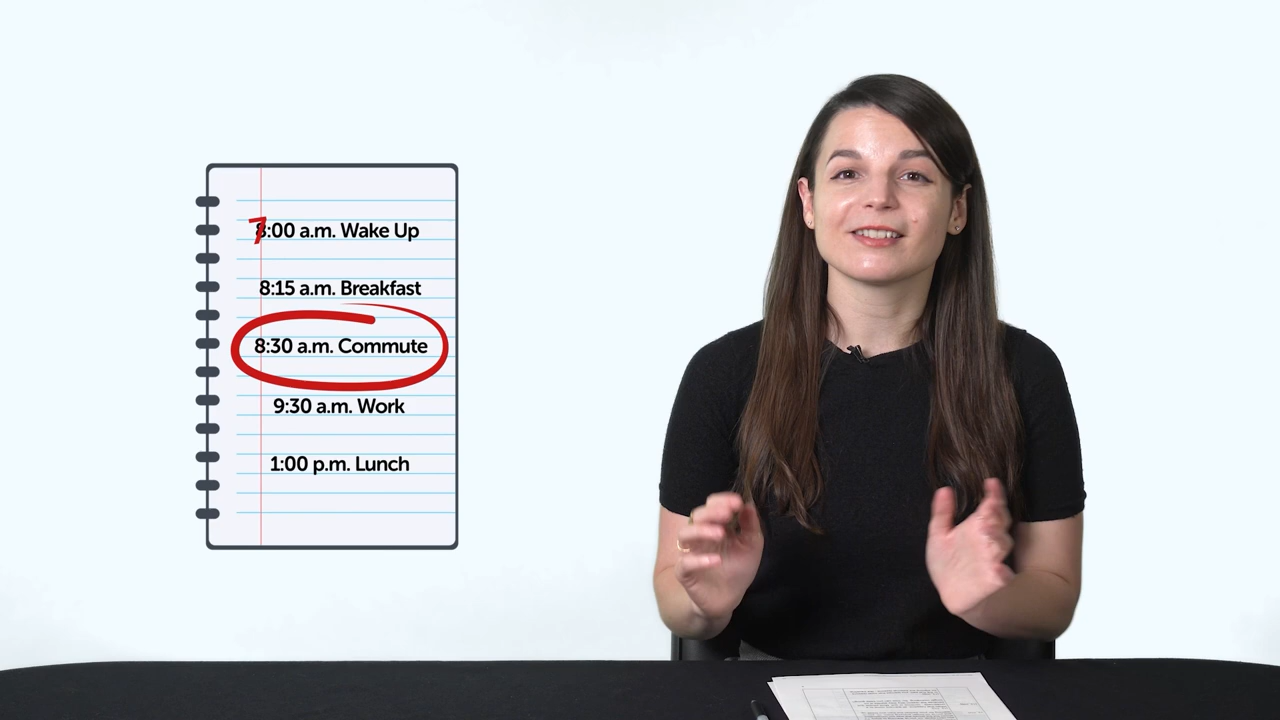 7
8:00 a.m. Wake Up
8:15 a.m. Breakfast
8:30 a.m. Commute
9:30 a.m. Work
1:00 p.m. Lunch